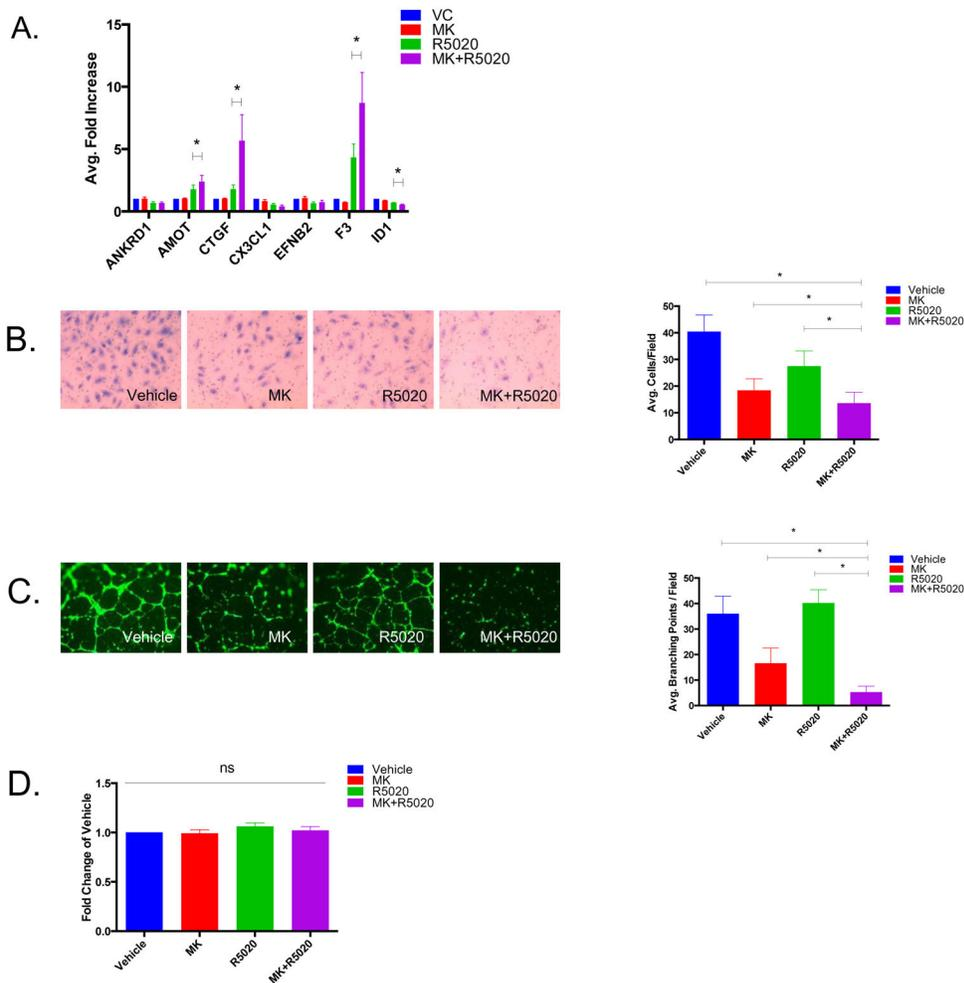 A.
Avg. Fold Increase
15
10
5
0
ANKRD1
AMOT
CTGF
CX3CL1
EFNB2
F3
ID1
*
*
*
*
VC
MK
R5020
MK+R5020
B.
Vehicle
MK
R5020
MK+R5020
Avg. Cells/Field
50
40
30
20
10
0
Vehicle
MK
R5020
MK+R5020
*
*
*
Vehicle
MK
R5020
MK+R5020
C.
Vehicle
MK
R5020
MK+R5020
Avg. Branching Points / Field
50
40
30
20
10
0
Vehicle
MK
R5020
MK+R5020
*
*
*
Vehicle
MK
R5020
MK+R5020
D.
Fold Change of Vehicle
1.5
1.0
0.5
0.0
Vehicle
MK
R5020
MK+R5020
ns
Vehicle
MK
R5020
MK+R5020